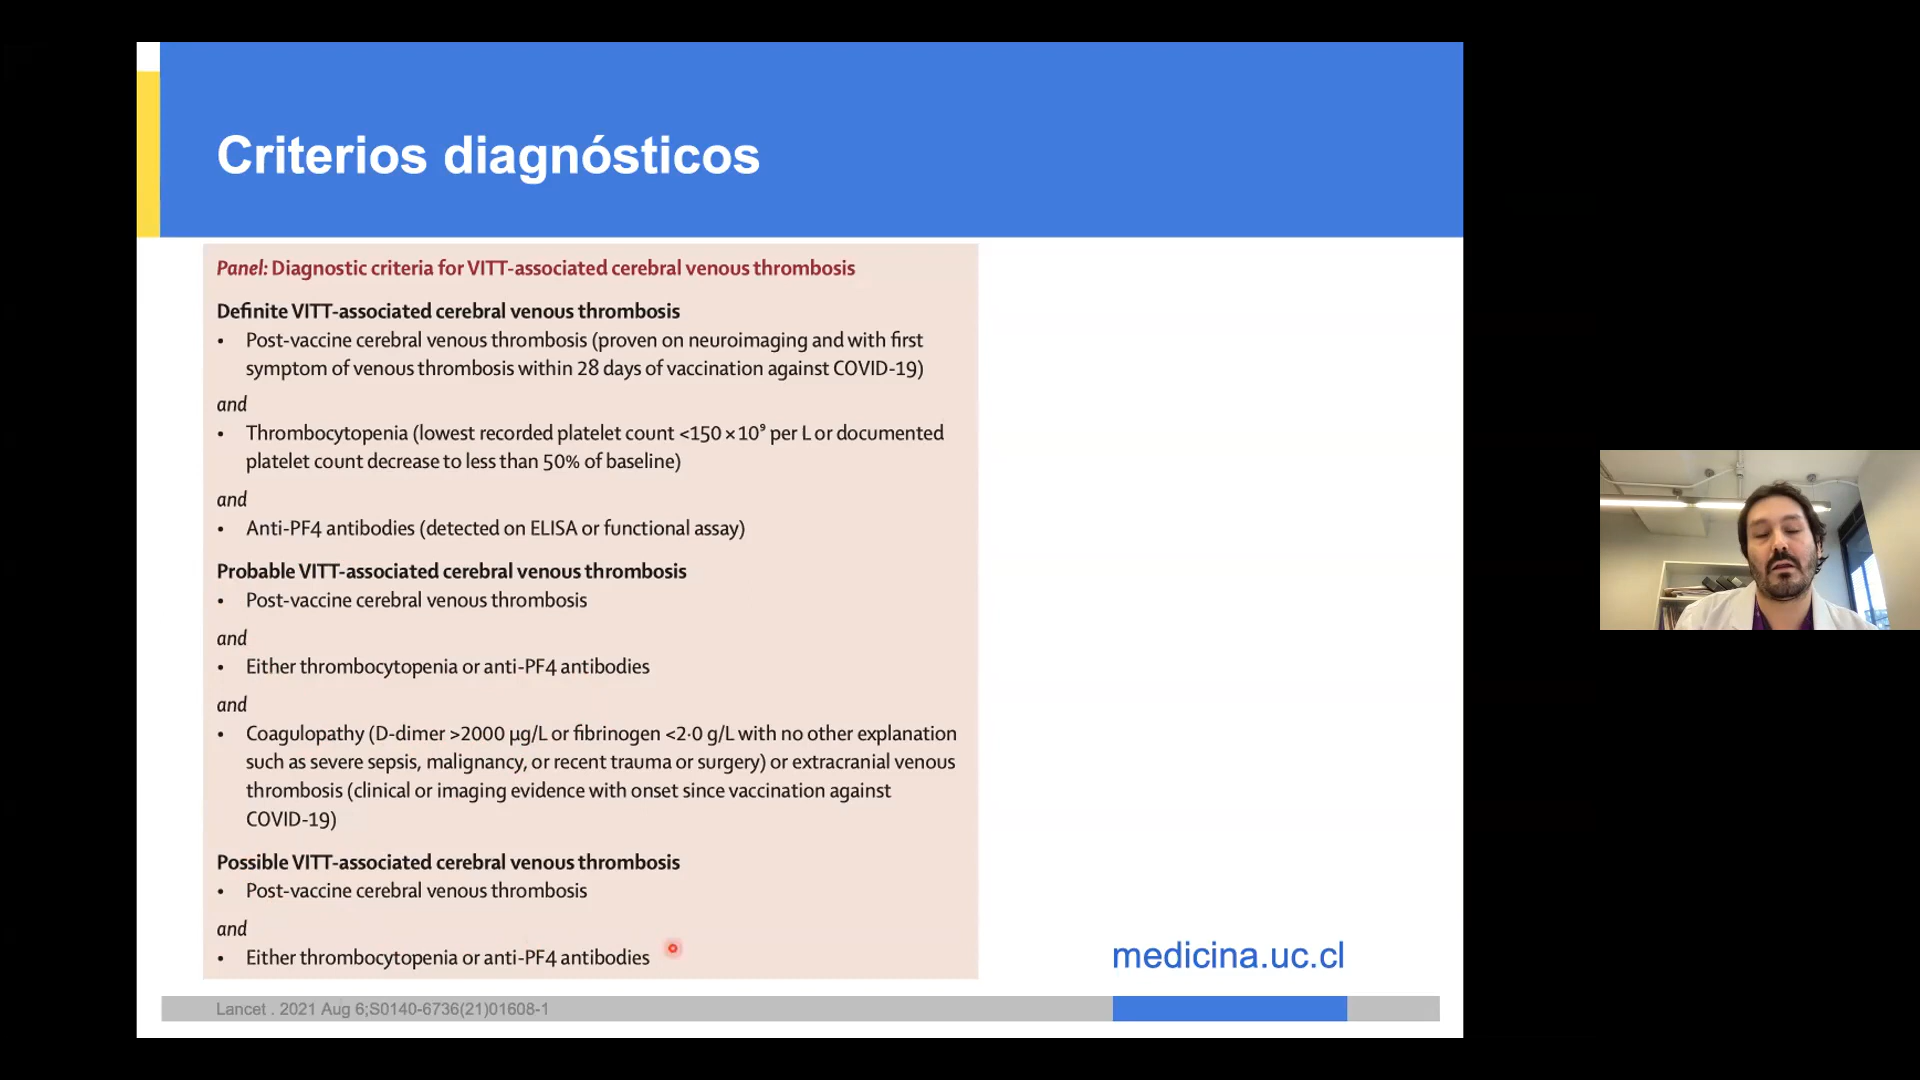 Criterios diagnósticos
Panel: Diagnostic criteria for VITT-associated cerebral venous thrombosis
Definite VITT-associated cerebral venous thrombosis
• Post-vaccine cerebral venous thrombosis (proven on neuroimaging and with first
symptom of venous thrombosis within 28 days of vaccination against COVID-19)
and
• Thrombocytopenia (lowest recorded platelet count <150 × 10⁹ per L or documented
platelet count decrease to less than 50% of baseline)
and
• Anti-PF4 antibodies (detected on ELISA or functional assay)
Probable VITT-associated cerebral venous thrombosis
• Post-vaccine cerebral venous thrombosis
and
• Either thrombocytopenia or anti-PF4 antibodies
and
• Coagulopathy (D-dimer >2000 μg/L or fibrinogen <2·0 g/L with no other explanation
such as severe sepsis, malignancy, or recent trauma or surgery) or extracranial venous
thrombosis (clinical or imaging evidence with onset since vaccination against
COVID-19)
Possible VITT-associated cerebral venous thrombosis
• Post-vaccine cerebral venous thrombosis
and
• Either thrombocytopenia or anti-PF4 antibodies
medicina.uc.cl
Lancet . 2021 Aug 6;S0140-6736(21)01608-1